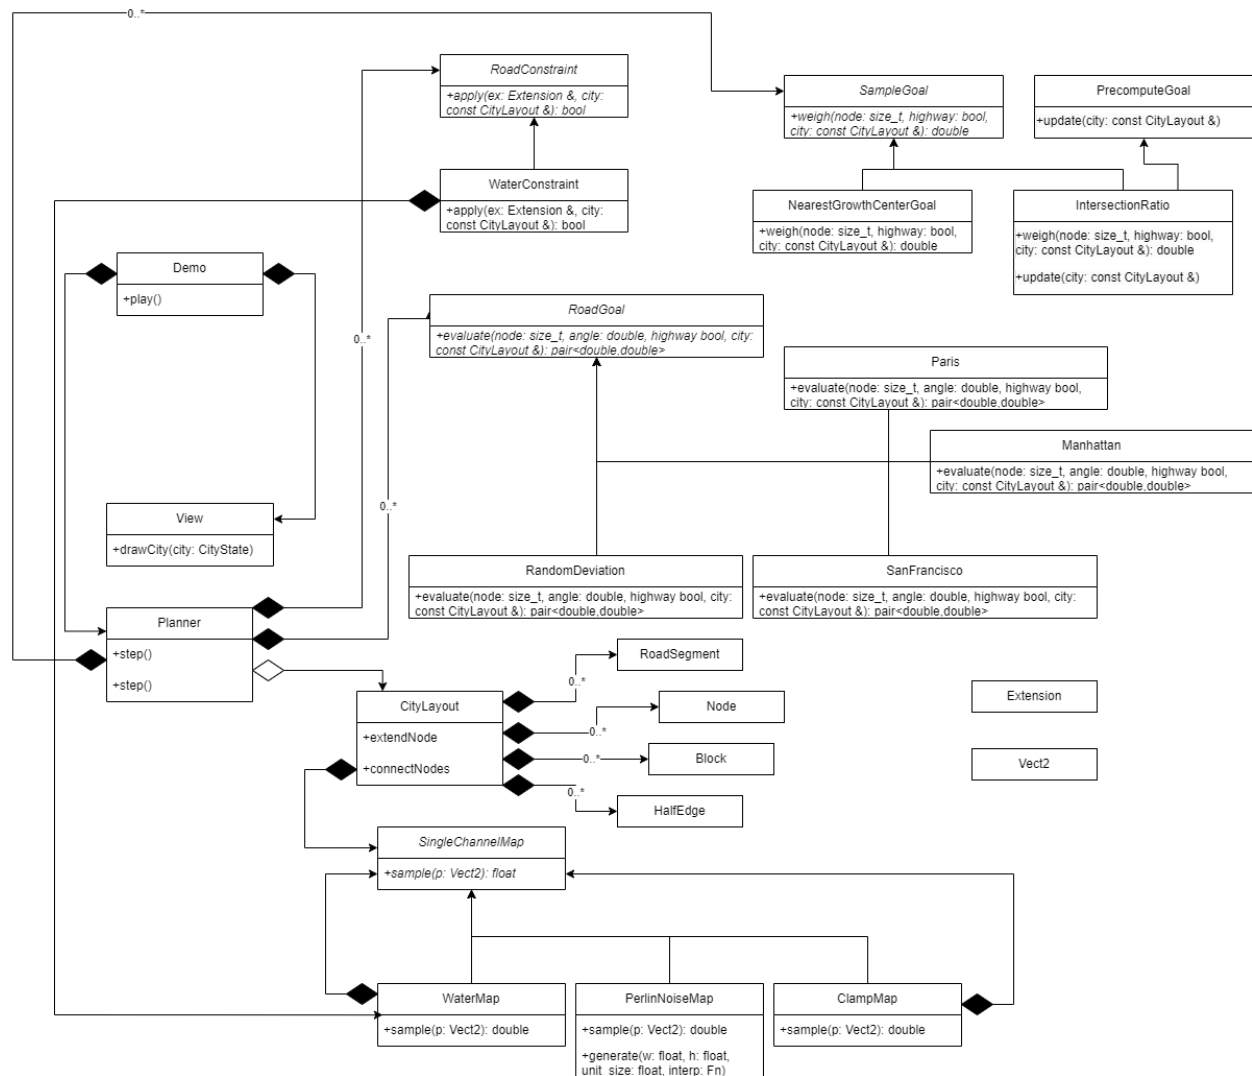 0..*
RoadConstraint
+apply(ex: Extension &, city:
const CityLayout &): bool
SampleGoal
+weigh(node: size_t, highway: bool,
city: const CityLayout &): double
PrecomputeGoal
+update(city: const CityLayout &)
WaterConstraint
+apply(ex: Extension &, city:
const CityLayout &): bool
NearestGrowthCenterGoal
+weigh(node: size_t, highway: bool,
city: const CityLayout &): double
IntersectionRatio
+weigh(node: size_t, highway: bool,
city: const CityLayout &): double
+update(city: const CityLayout &)
Demo
+play()
RoadGoal
+evaluate(node: size_t, angle: double, highway bool, city:
const CityLayout &): pair<double,double>
0..*
Paris
+evaluate(node: size_t, angle: double, highway bool,
city: const CityLayout &): pair<double,double>
Manhattan
+evaluate(node: size_t, angle: double, highway bool,
city: const CityLayout &): pair<double,double>
0..*
View
+drawCity(city: CityState)
RandomDeviation
+evaluate(node: size_t, angle: double, highway bool, city:
const CityLayout &): pair<double,double>
SanFrancisco
+evaluate(node: size_t, angle: double, highway bool, city:
const CityLayout &): pair<double,double>
Planner
+step()
+step()
RoadSegment
0..*
Extension
CityLayout
+extendNode
+connectNodes
Node
0..*
Block
0..*
Vect2
0..*
HalfEdge
SingleChannelMap
+sample(p: Vect2): float
WaterMap
+sample(p: Vect2): double
PerlinNoiseMap
+sample(p: Vect2): double
+generate(w: float, h: float,
unit_size: float, interp: Fn)
ClampMap
+sample(p: Vect2): double